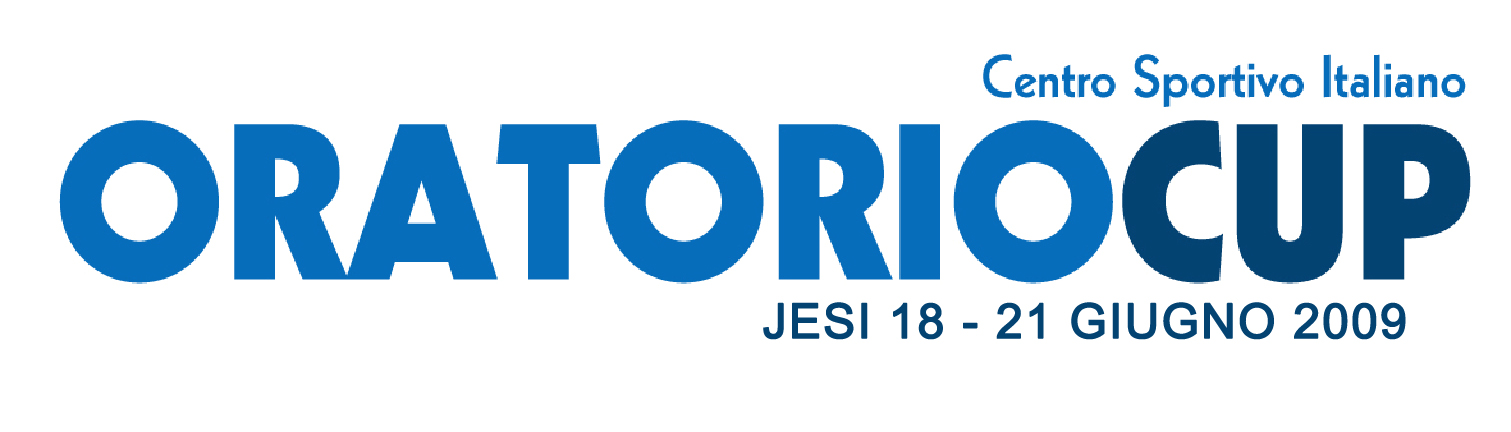 Centro Sportivo Italiano
ORATORIOCUP
JESI 18 - 21 GIUGNO 2009